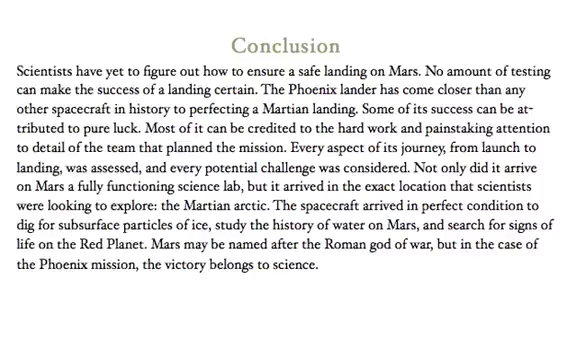 Conclusion
Scientists have yet to figure out how to ensure a safe landing on Mars. No amount of testing
can make the success of a landing certain. The Phoenix lander has come closer than any
other spacecraft in history to perfecting a Martian landing. Some of its success can be at-
tributed to pure luck. Most of it can be credited to the hard work and painstaking attention
to detail of the team that planned the mission. Every aspect of its journey, from launch to
landing, was assessed, and every potential challenge was considered. Not only did it arrive
on Mars a fully functioning science lab, but it arrived in the exact location that scientists
were looking to explore: the Martian arctic. The spacecraft arrived in perfect condition to
dig for subsurface particles of ice, study the history of water on Mars, and search for signs of
life on the Red Planet. Mars may be named after the Roman god of war, but in the case of
the Phoenix mission, the victory belongs to science.